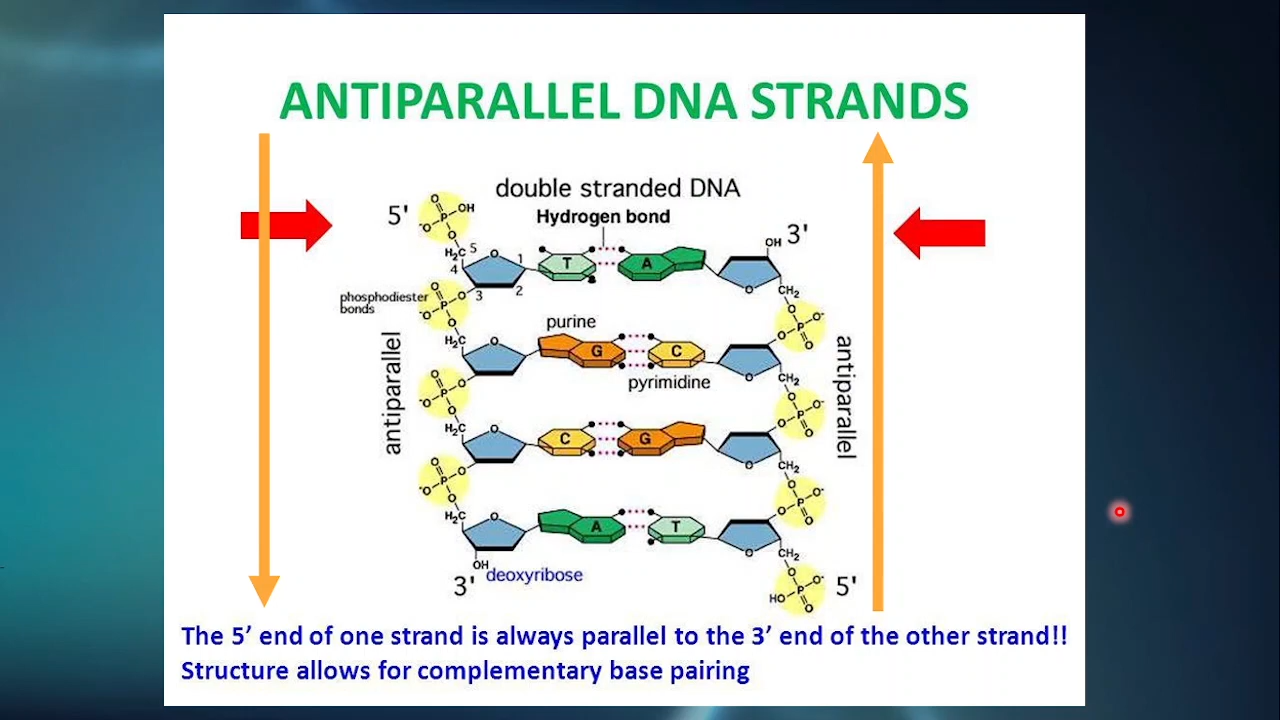 ANTIPARALLEL DNA STRANDS
double stranded DNA
Hydrogen bond
5'
3'
O
P
OH
⁻O
O
H₂C
5
4
O
1
2
3
T
A
OH
O
CH₂
phosphodiester
bonds
O
P
O
⁻O
O
H₂C
O
purine
G
C
pyrimidine
O
CH₂
O
P
O⁻
O
O
antiparallel
antiparallel
O
P
O
⁻O
O
H₂C
O
C
G
O
CH₂
O
P
O⁻
O
O
O
P
O
⁻O
O
H₂C
O
A
T
O
CH₂
O
P
O⁻
O
O
OH
3'
deoxyribose
O
HO
P
O⁻
O
5'
The 5’ end of one strand is always parallel to the 3’ end of the other strand!!
Structure allows for complementary base pairing